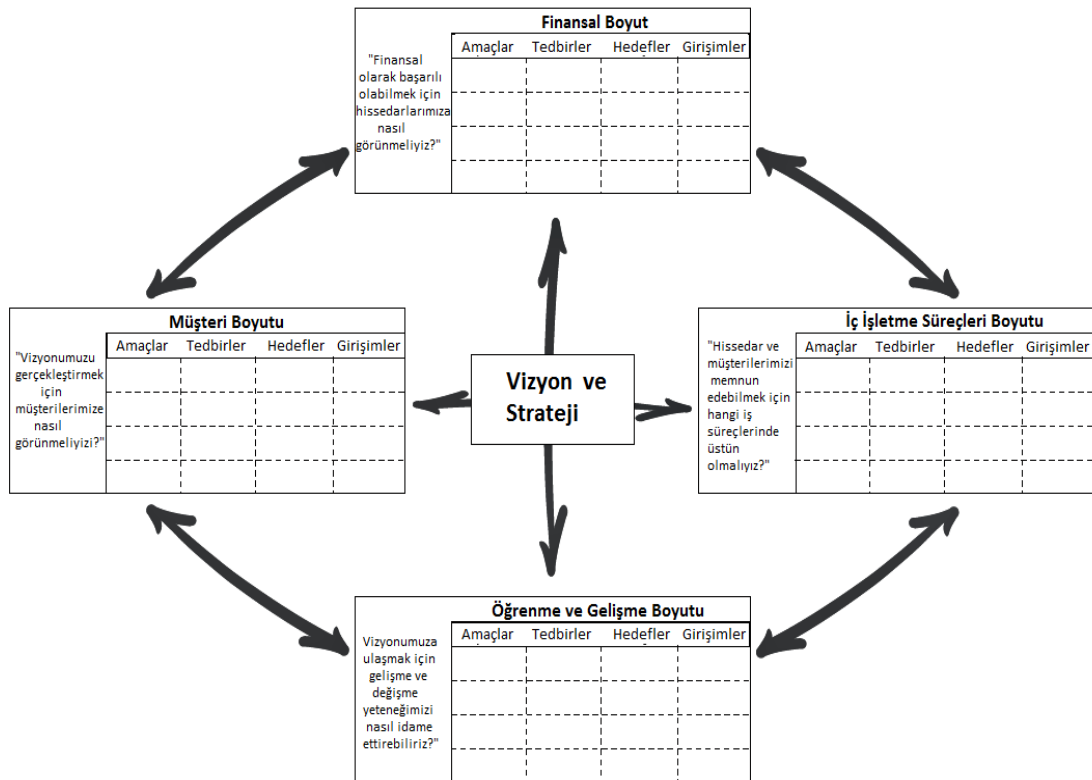 Finansal Boyut
Amaçlar Tedbirler Hedefler Girişimler
"Finansal
olarak başarılı
olabilmek için
hissedarlarımıza
nasıl
görünmeliyiz?"
Müşteri Boyutu
Amaçlar Tedbirler Hedefler Girişimler
"Vizyonumuzu
gerçekleştirmek
için
müşterilerimize
nasıl
görünmeliyizi?"
Vizyon ve
Strateji
İç İşletme Süreçleri Boyutu
Amaçlar Tedbirler Hedefler Girişimler
"Hissedar ve
müşterilerimizi
memnun
edebilmek için
hangi iş
süreçlerinde
üstün
olmalıyız?"
Öğrenme ve Gelişme Boyutu
Amaçlar Tedbirler Hedefler Girişimler
Vizyonumuza
ulaşmak için
gelişme ve
değişme
yeteneğimizi
nasıl idame
ettirebiliriz?"